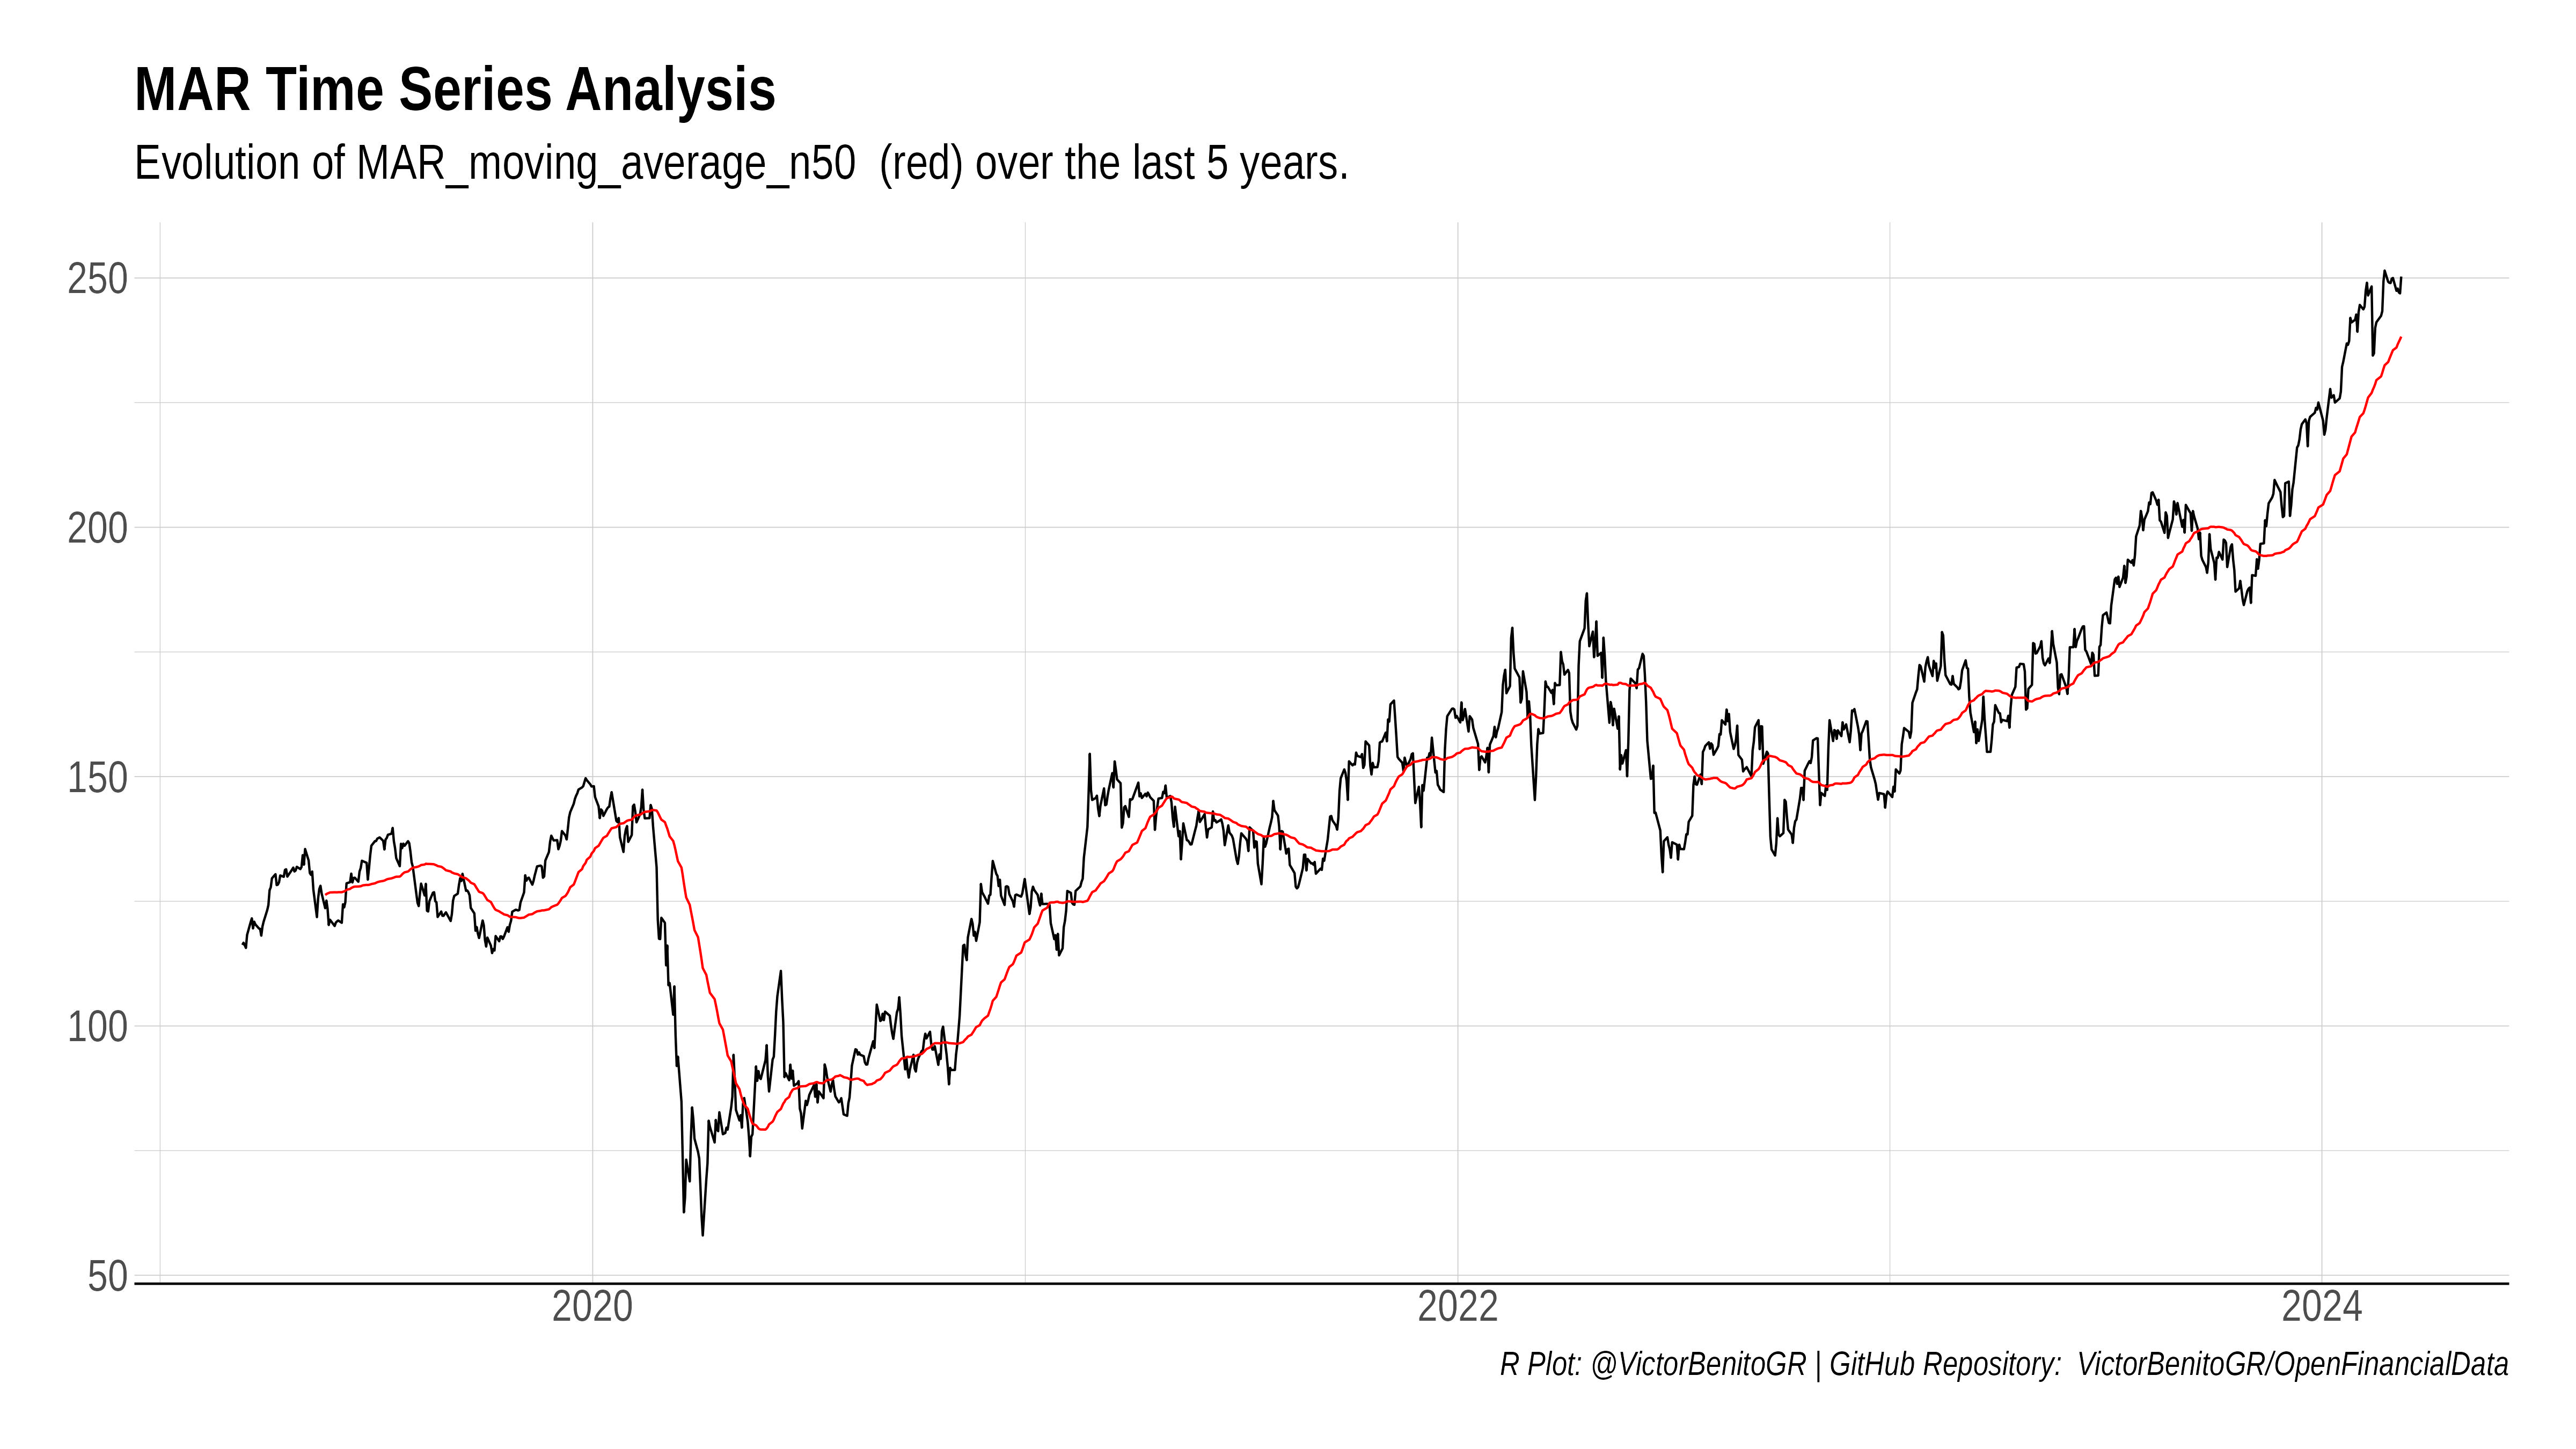 MAR Time Series Analysis
Evolution of MAR_moving_average_n50  (red) over the last 5 years.
250
200
150
100
50
2020 2022 2024
R Plot: @VictorBenitoGR | GitHub Repository:  VictorBenitoGR/OpenFinancialData